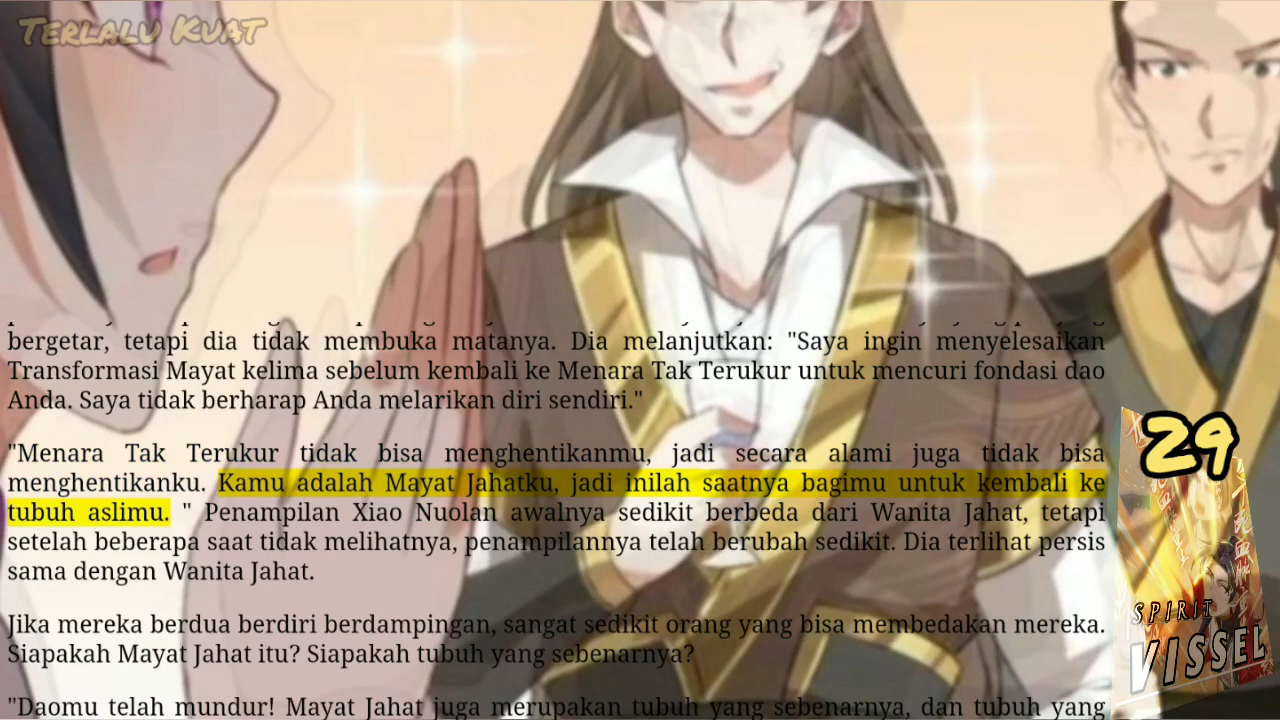 Terlalu Kuat
bergetar, tetapi dia tidak membuka matanya. Dia melanjutkan: "Saya ingin menyelesaikan
Transformasi Mayat kelima sebelum kembali ke Menara Tak Terukur untuk mencuri fondasi dao
Anda. Saya tidak berharap Anda melarikan diri sendiri."
"Menara Tak Terukur tidak bisa menghentikanmu, jadi secara alami juga tidak bisa
menghentikanku. Kamu adalah Mayat Jahatku, jadi inilah saatnya bagimu untuk kembali ke
tubuh aslimu. " Penampilan Xiao Nuolan awalnya sedikit berbeda dari Wanita Jahat, tetapi
setelah beberapa saat tidak melihatnya, penampilannya telah berubah sedikit. Dia terlihat persis
sama dengan Wanita Jahat.
Jika mereka berdua berdiri berdampingan, sangat sedikit orang yang bisa membedakan mereka.
Siapakah Mayat Jahat itu? Siapakah tubuh yang sebenarnya?
"Daomu telah mundur! Mayat Jahat juga merupakan tubuh yang sebenarnya, dan tubuh yang
29
SPIRIT
VISSEL